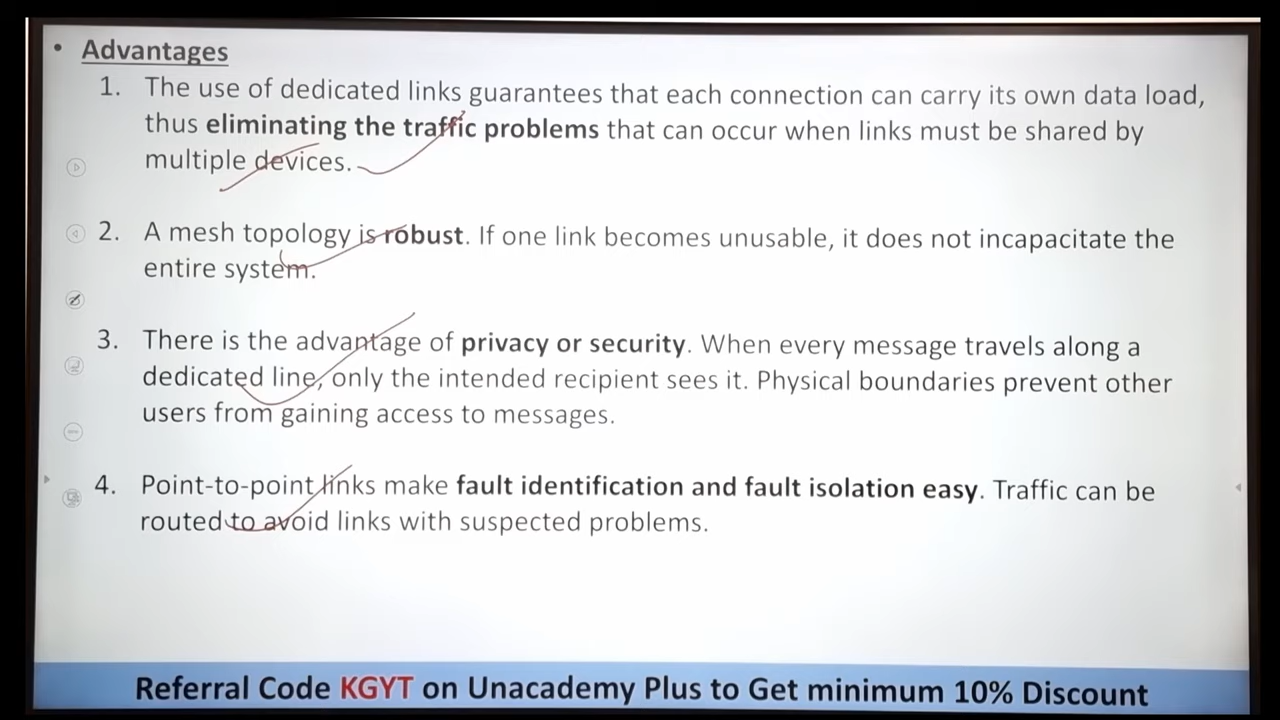 • Advantages
1. The use of dedicated links guarantees that each connection can carry its own data load,
thus eliminating the traffic problems that can occur when links must be shared by
multiple devices.
2. A mesh topology is robust. If one link becomes unusable, it does not incapacitate the
entire system.
3. There is the advantage of privacy or security. When every message travels along a
dedicated line, only the intended recipient sees it. Physical boundaries prevent other
users from gaining access to messages.
4. Point-to-point links make fault identification and fault isolation easy. Traffic can be
routed to avoid links with suspected problems.
Referral Code KGYT on Unacademy Plus to Get minimum 10% Discount